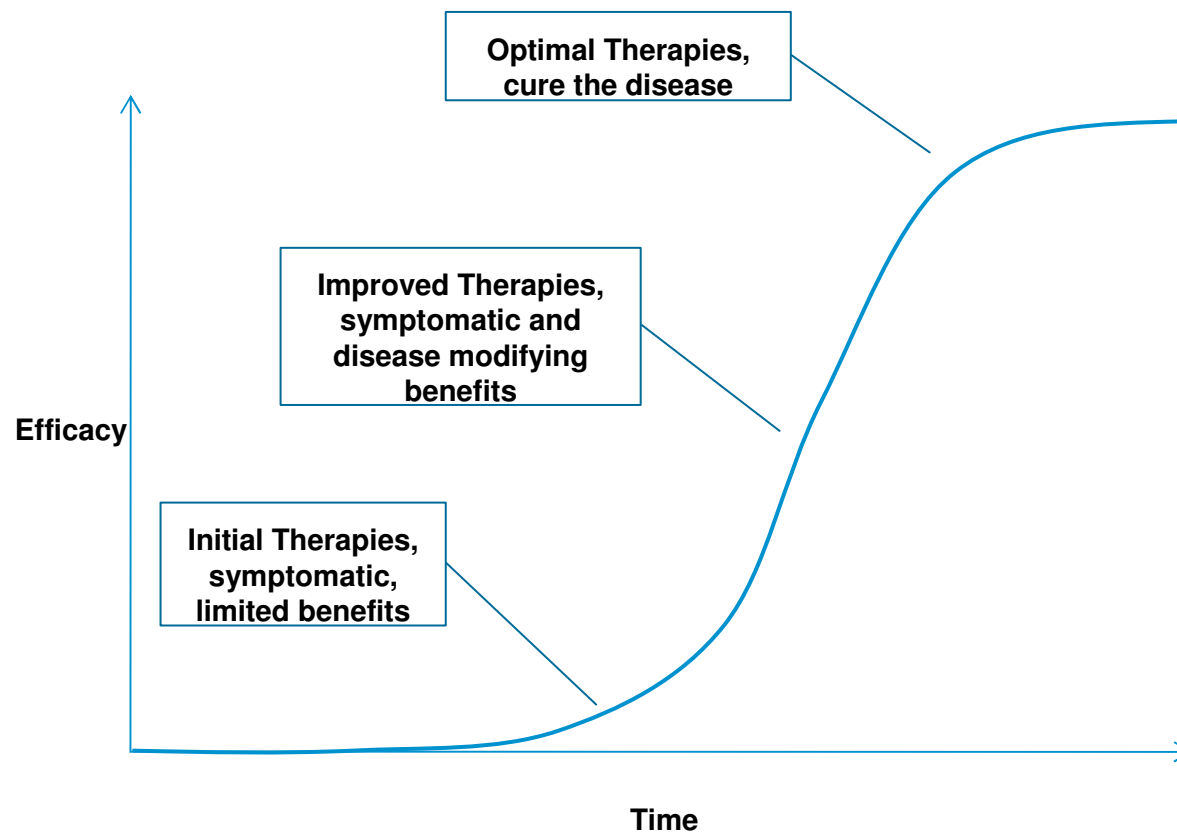 Optimal Therapies,
cure the disease
Improved Therapies,
symptomatic and
disease modifying
benefits
Efficacy
Initial Therapies,
symptomatic,
limited benefits
Time